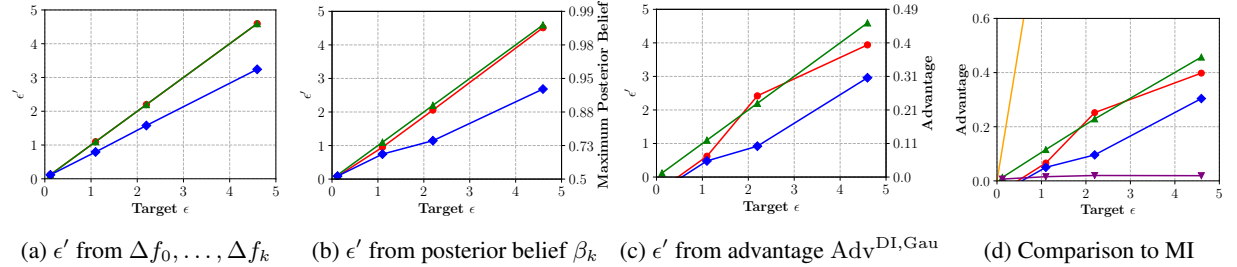 5
4
3
2
1
0
ϵ′
0 1 2 3 4 5
Target ϵ
(a) ϵ′ from Δf₀, . . . , Δfₖ
5
4
3
2
1
0
ϵ′
0.99
0.98
0.95
0.88
0.73
0.5
Maximum Posterior Belief
0 1 2 3 4 5
Target ϵ
(b) ϵ′ from posterior belief βₖ
5
4
3
2
1
0
ϵ′
0.49
0.4
0.31
0.21
0.11
0.0
Advantage
0 1 2 3 4 5
Target ϵ
(c) ϵ′ from advantage Adv^DI,Gau
0.6
0.4
0.2
0.0
Advantage
0 1 2 3 4 5
Target ϵ
(d) Comparison to MI